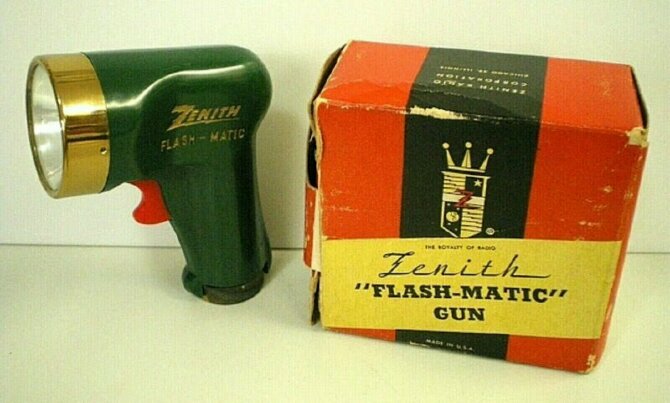 ZENITH
FLASH-MATIC
ZENITH RADIO
CORPORATION
CHICAGO 39, ILLINOIS
Z
®
THE ROYALTY OF RADIO
Zenith
"FLASH-MATIC"
GUN
MADE IN U.S.A.